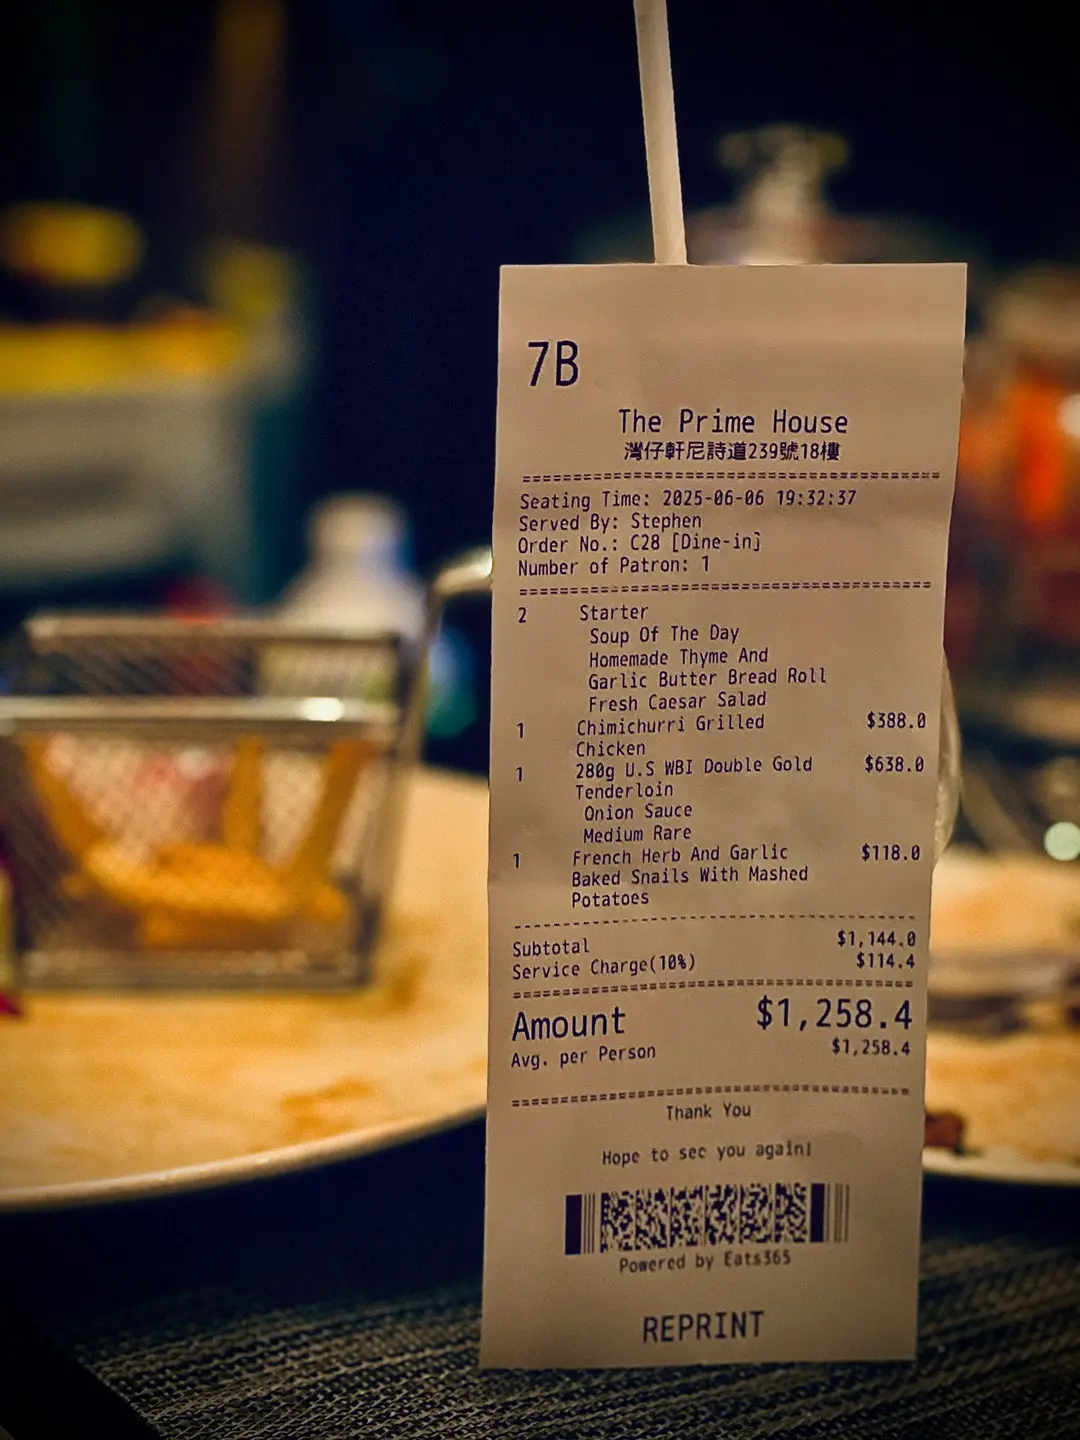 7B
The Prime House
灣仔軒尼詩道239號18樓
========================================
Seating Time: 2025-06-06 19:32:37
Served By: Stephen
Order No.: C28 [Dine-in]
Number of Patron: 1
========================================
2 Starter
Soup Of The Day
Homemade Thyme And
Garlic Butter Bread Roll
Fresh Caesar Salad
1 Chimichurri Grilled $388.0
Chicken
1 280g U.S WBI Double Gold $638.0
Tenderloin
Onion Sauce
Medium Rare
1 French Herb And Garlic $118.0
Baked Snails With Mashed
Potatoes
----------------------------------------
Subtotal $1,144.0
Service Charge(10%) $114.4
========================================
Amount $1,258.4
Avg. per Person $1,258.4
========================================
Thank You
Hope to see you again!
Powered by Eats365
REPRINT